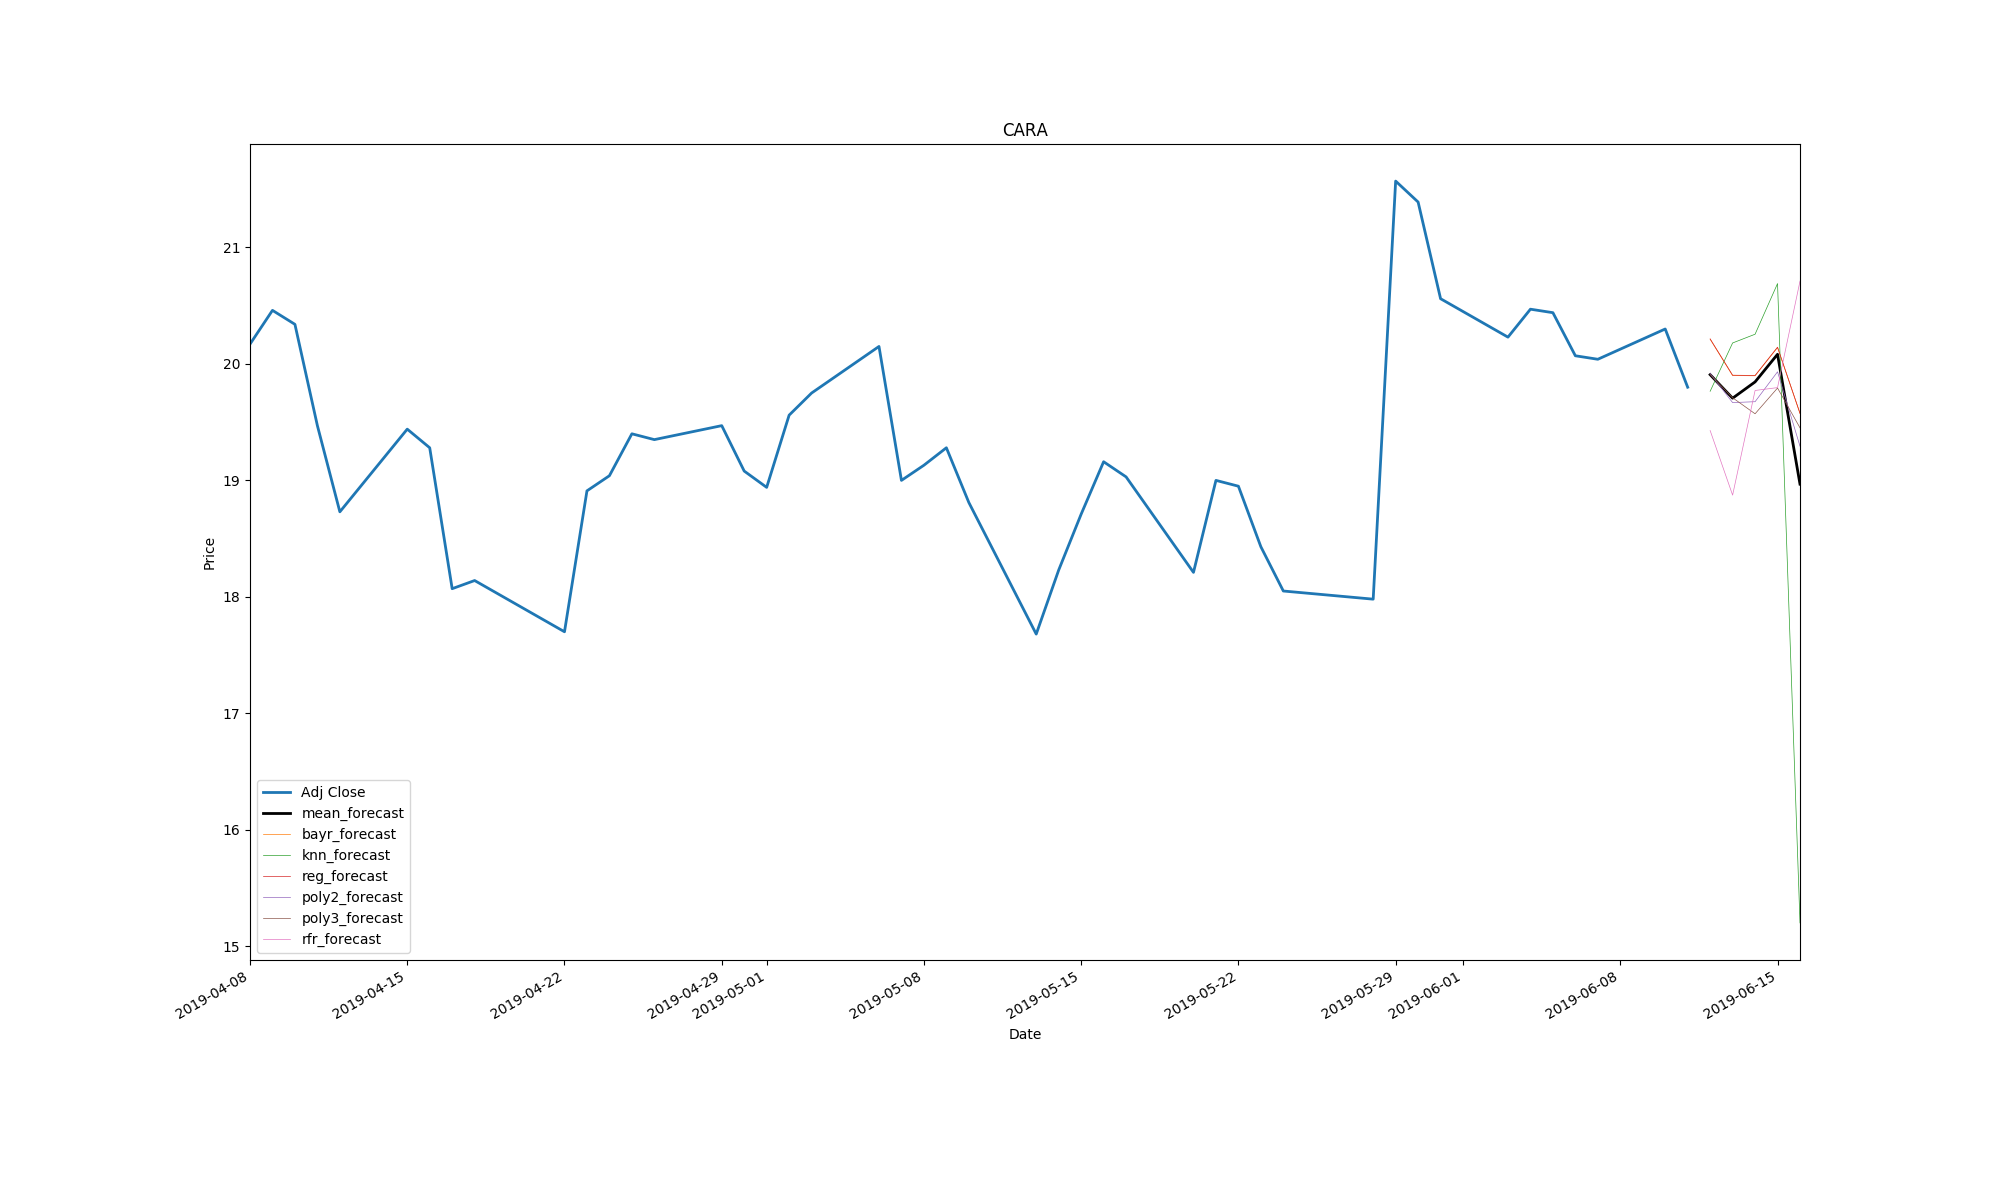 CARA
21
20
19
18
17
16
15
Price
Adj Close
mean_forecast
bayr_forecast
knn_forecast
reg_forecast
poly2_forecast
poly3_forecast
rfr_forecast
2019-04-08
2019-04-15
2019-04-22
2019-04-29
2019-05-01
2019-05-08
2019-05-15
2019-05-22
2019-05-29
2019-06-01
2019-06-08
2019-06-15
Date